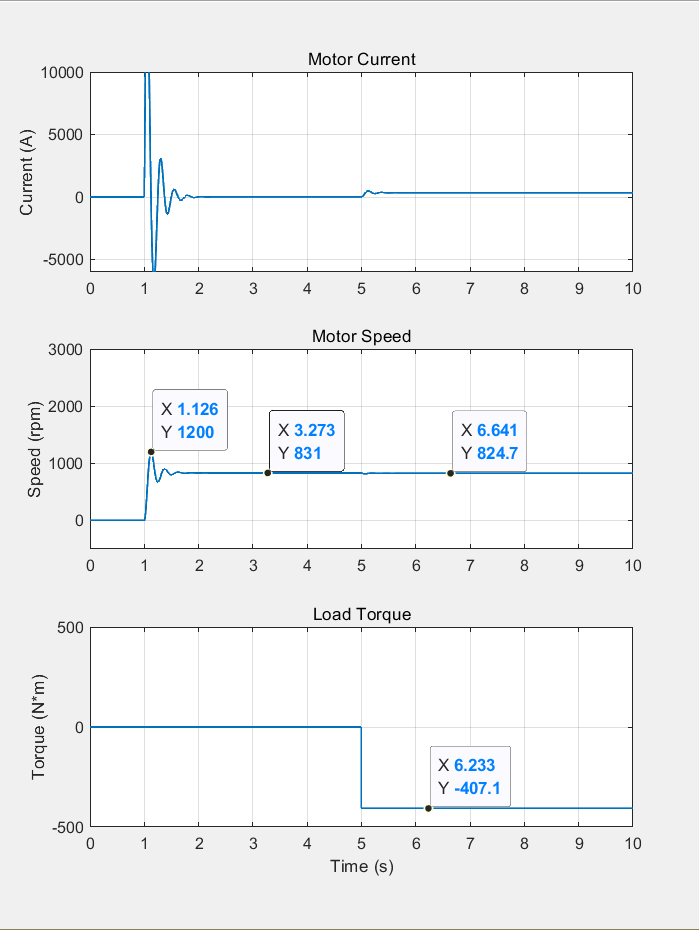 Motor Current
10000
5000
0
-5000
Current (A)
0 1 2 3 4 5 6 7 8 9 10
Motor Speed
3000
2000
1000
0
Speed (rpm)
X 1.126
Y 1200
X 3.273
Y 831
X 6.641
Y 824.7
0 1 2 3 4 5 6 7 8 9 10
Load Torque
500
0
-500
Torque (N*m)
X 6.233
Y -407.1
0 1 2 3 4 5 6 7 8 9 10
Time (s)